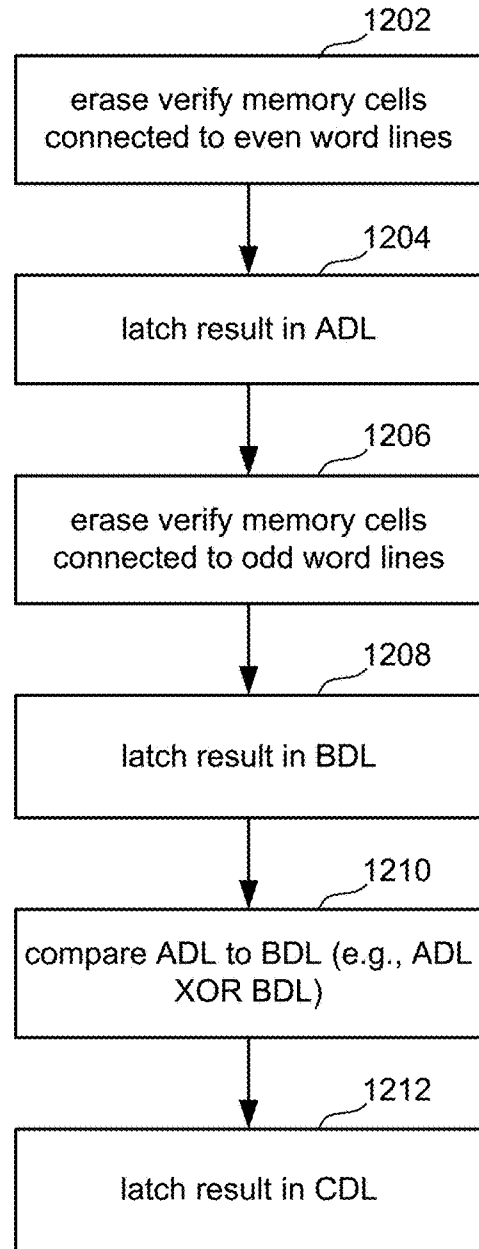 1202
erase verify memory cells
connected to even word lines
1204
latch result in ADL
1206
erase verify memory cells
connected to odd word lines
1208
latch result in BDL
1210
compare ADL to BDL (e.g., ADL
XOR BDL)
1212
latch result in CDL